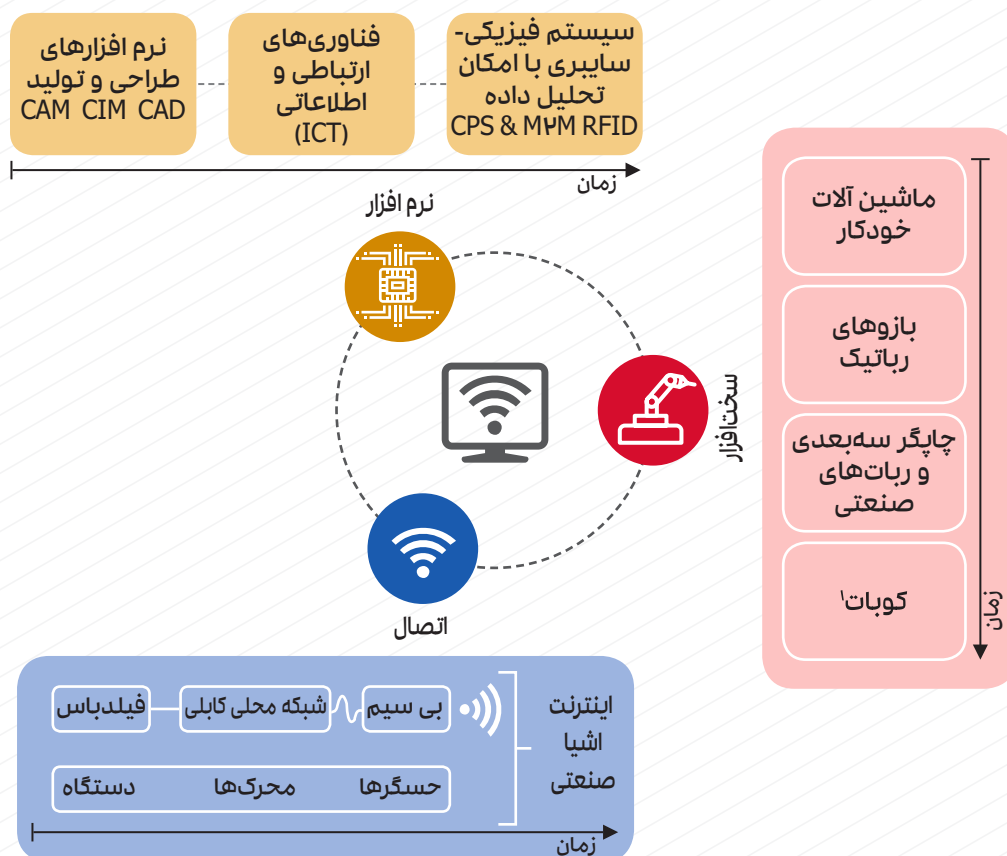 نرم افزارهای
طراحی و تولید
CAM CIM CAD
فناوری‌های
ارتباطی و
اطلاعاتی
(ICT)
سیستم فیزیکی-
سایبری با امکان
تحلیل داده
CPS & M۲M RFID
زمان
نرم افزار
سخت‌افزار
اتصال
ماشین آلات
خودکار
بازوهای
رباتیک
چاپگر سه‌بعدی
و ربات‌های
صنعتی
کوبات۱
زمان
فیلدباس
شبکه محلی کابلی
بی سیم
دستگاه
محرک‌ها
حسگرها
اینترنت
اشیا
صنعتی
زمان